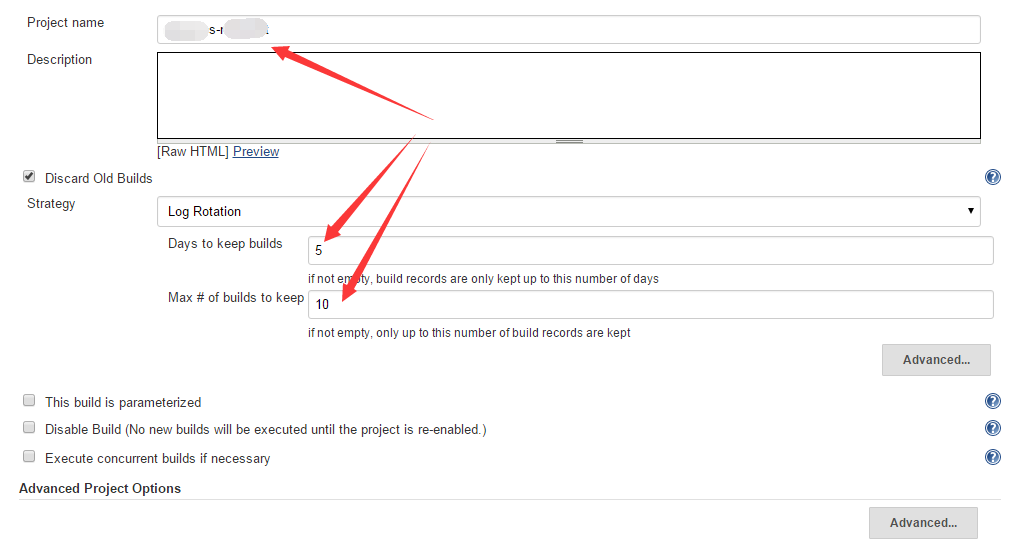 Project name
Description
[Raw HTML] Preview
Discard Old Builds
Strategy
Log Rotation
Days to keep builds
5
if not empty, build records are only kept up to this number of days
Max # of builds to keep
10
if not empty, only up to this number of build records are kept
Advanced...
This build is parameterized
Disable Build (No new builds will be executed until the project is re-enabled.)
Execute concurrent builds if necessary
Advanced Project Options
Advanced...